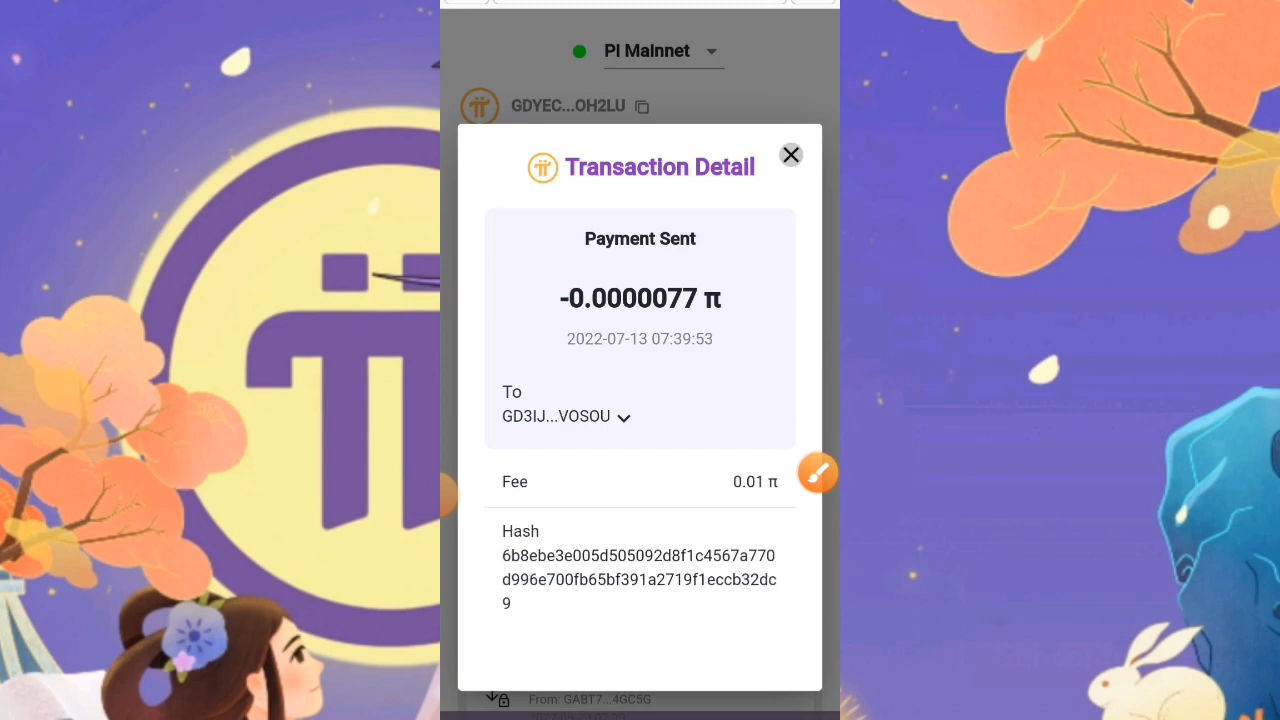 PI Mainnet
GDYEC...OH2LU
Transaction Detail
Payment Sent
-0.0000077 π
2022-07-13 07:39:53
To
GD3IJ...VOSOU
Fee 0.01 π
Hash
6b8ebe3e005d505092d8f1c4567a770
d996e700fb65bf391a2719f1eccb32dc
9
From: GABT7...4GC5G